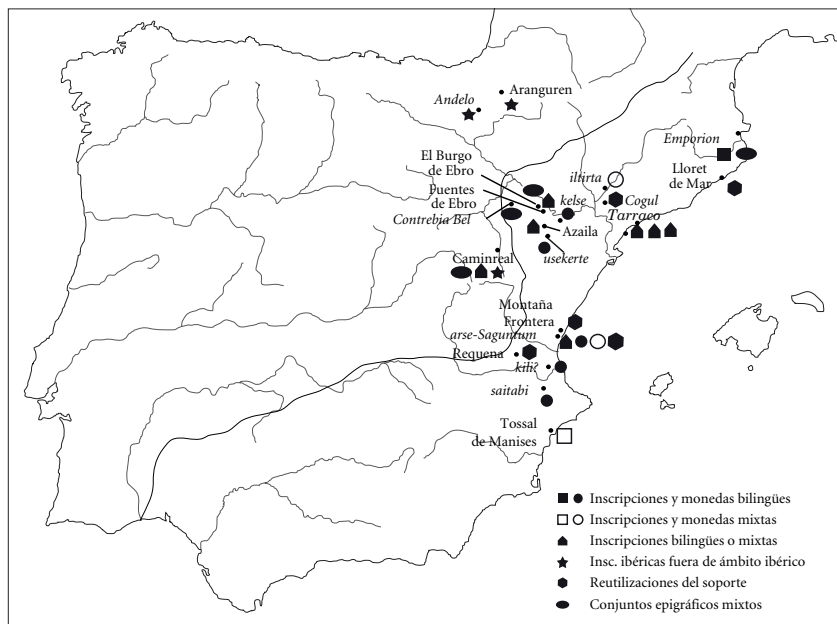 Aranguren
Andelo
Emporion
El Burgo
de Ebro
Fuentes
de Ebro
Contrebia Bel
iltirta
kelse
Lloret
de Mar
Cogul
Tarraco
Azaila
usekerte
Caminreal
Montaña
Frontera
arse-Saguntum
Requena
kili?
saitabi
Tossal
de Manises
Inscripciones y monedas bilingües
Inscripciones y monedas mixtas
Inscripciones bilingües o mixtas
Insc. ibéricas fuera de ámbito ibérico
Reutilizaciones del soporte
Conjuntos epigráficos mixtos